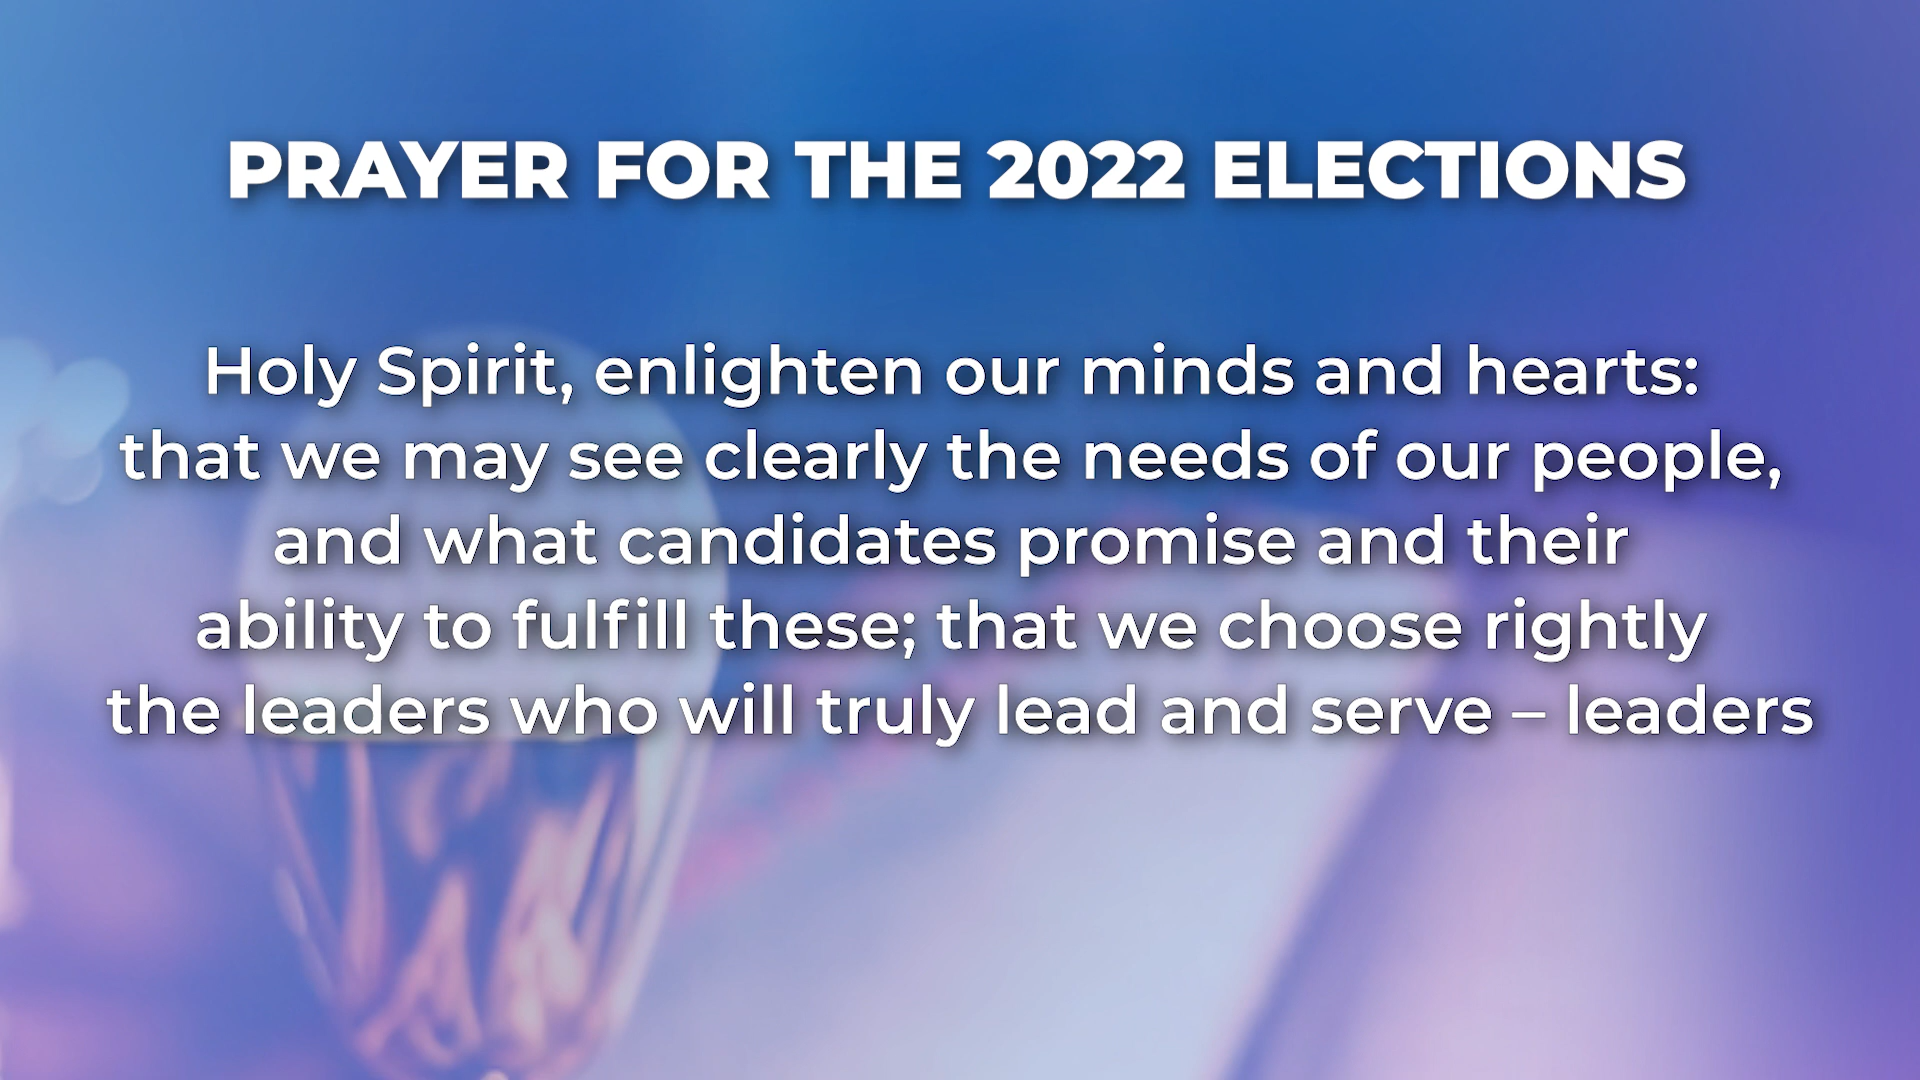 PRAYER FOR THE 2022 ELECTIONS
Holy Spirit, enlighten our minds and hearts:
that we may see clearly the needs of our people,
and what candidates promise and their
ability to fulfill these; that we choose rightly
the leaders who will truly lead and serve – leaders